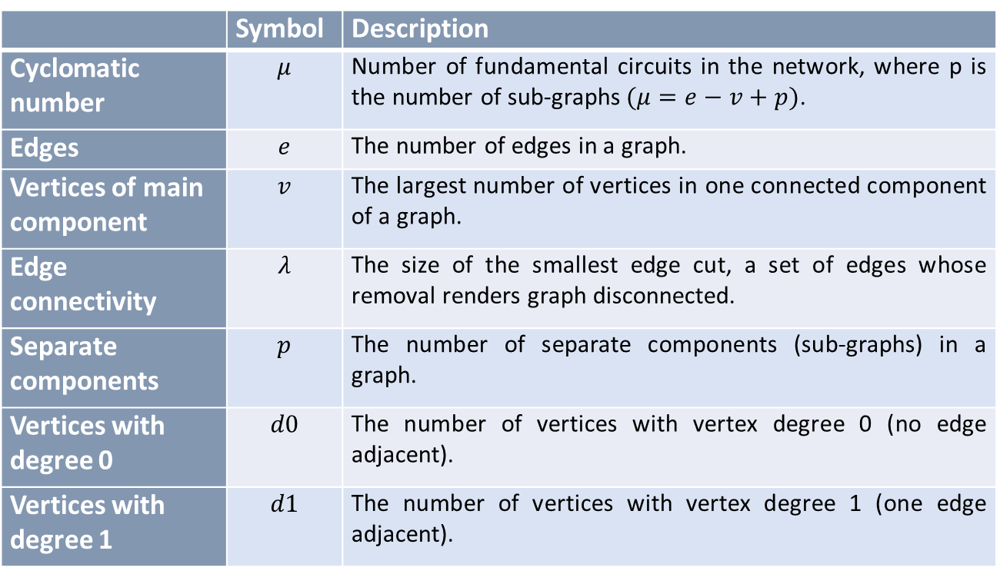 Symbol Description
Cyclomatic
number
μ
Number of fundamental circuits in the network, where p is
the number of sub-graphs (μ = e − v + p).
Edges
e
The number of edges in a graph.
Vertices of main
component
v
The largest number of vertices in one connected component
of a graph.
Edge
connectivity
λ
The size of the smallest edge cut, a set of edges whose
removal renders graph disconnected.
Separate
components
p
The number of separate components (sub-graphs) in a
graph.
Vertices with
degree 0
d0
The number of vertices with vertex degree 0 (no edge
adjacent).
Vertices with
degree 1
d1
The number of vertices with vertex degree 1 (one edge
adjacent).